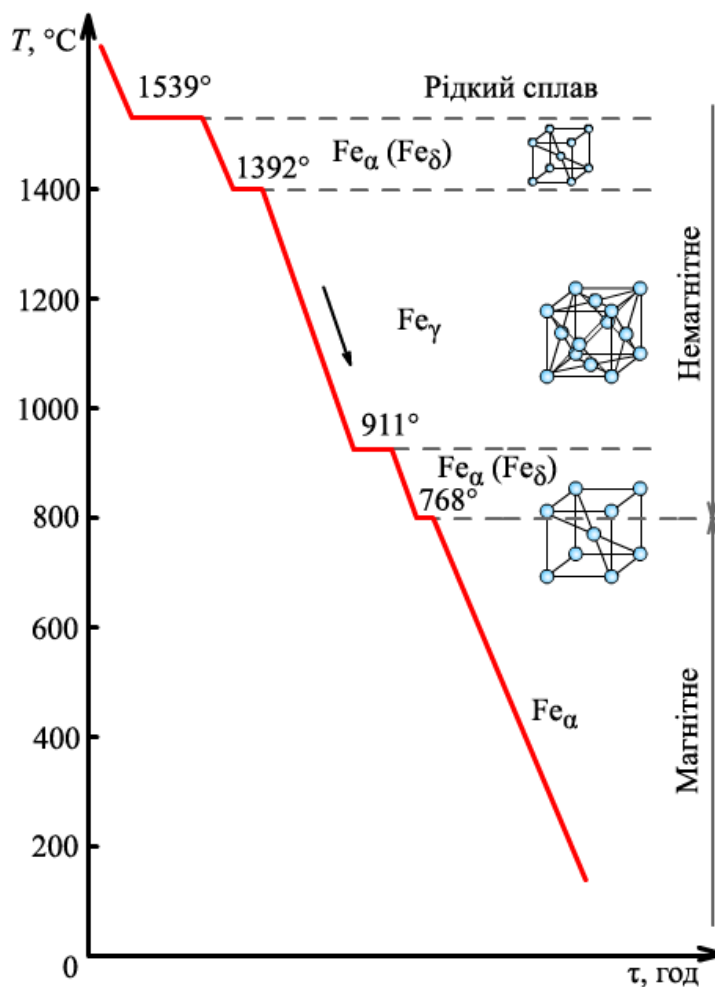 T, °C
1539°
Рідкий сплав
Feα (Feδ)
1392°
1400
1200
Feγ
Немагнітне
1000
911°
Feα (Feδ)
768°
800
600
Feα
Магнітне
400
200
0
τ, год